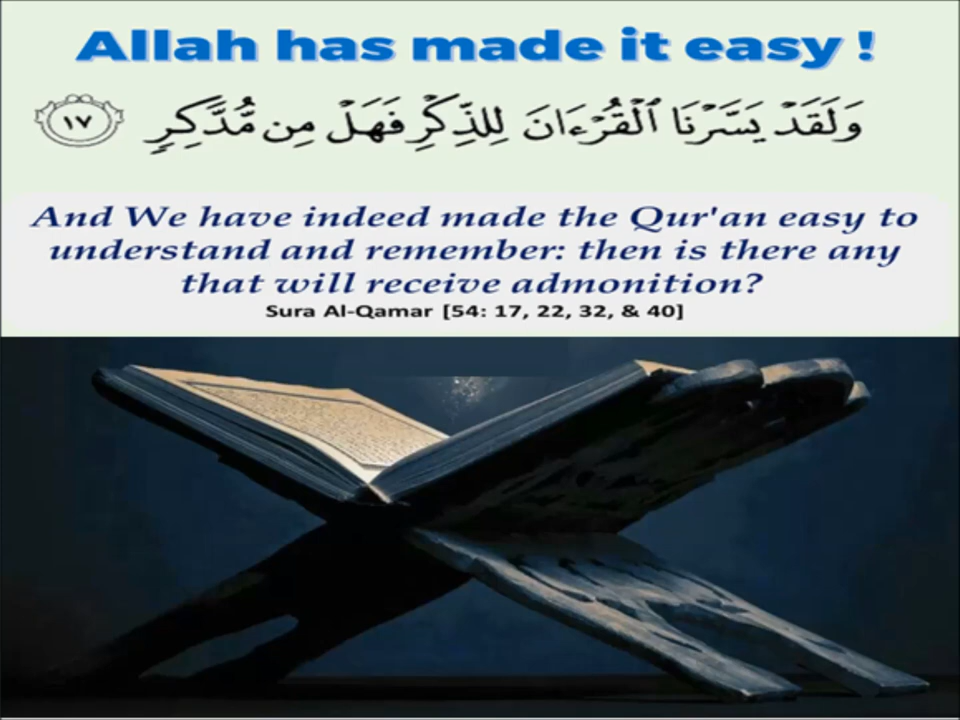 Allah has made it easy !
وَلَقَدْ يَسَّرْنَا ٱلْقُرْءَانَ لِلذِّكْرِ فَهَلْ مِن مُّدَّكِرٍ ١٧
And We have indeed made the Qur'an easy to
understand and remember: then is there any
that will receive admonition?
Sura Al-Qamar [54: 17, 22, 32, & 40]